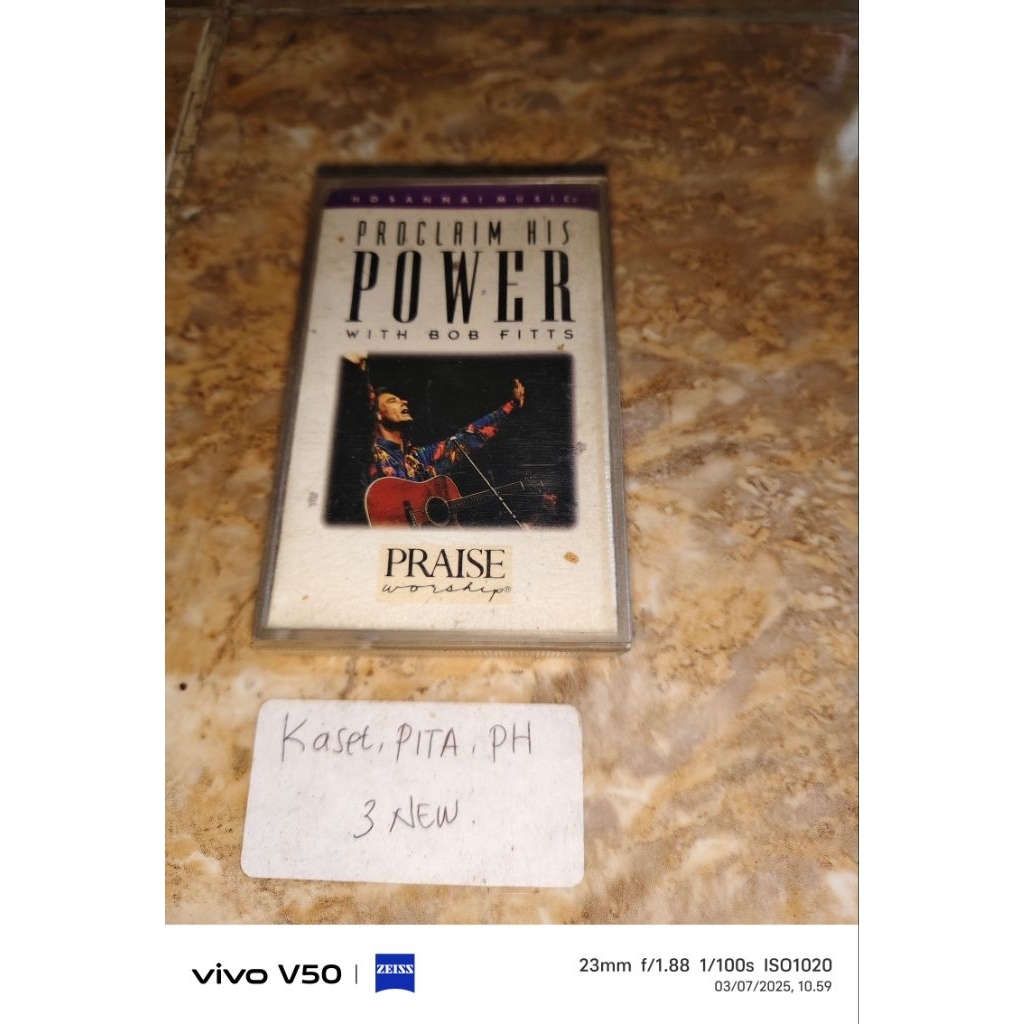 HOSANNA! MUSIC
PROCLAIM HIS
POWER
WITH BOB FITTS
PRAISE
worship®
Kaset, PITA, PH
3 NEW.
vivo V50 | ZEISS
23mm f/1.88 1/100s ISO1020
03/07/2025, 10.59